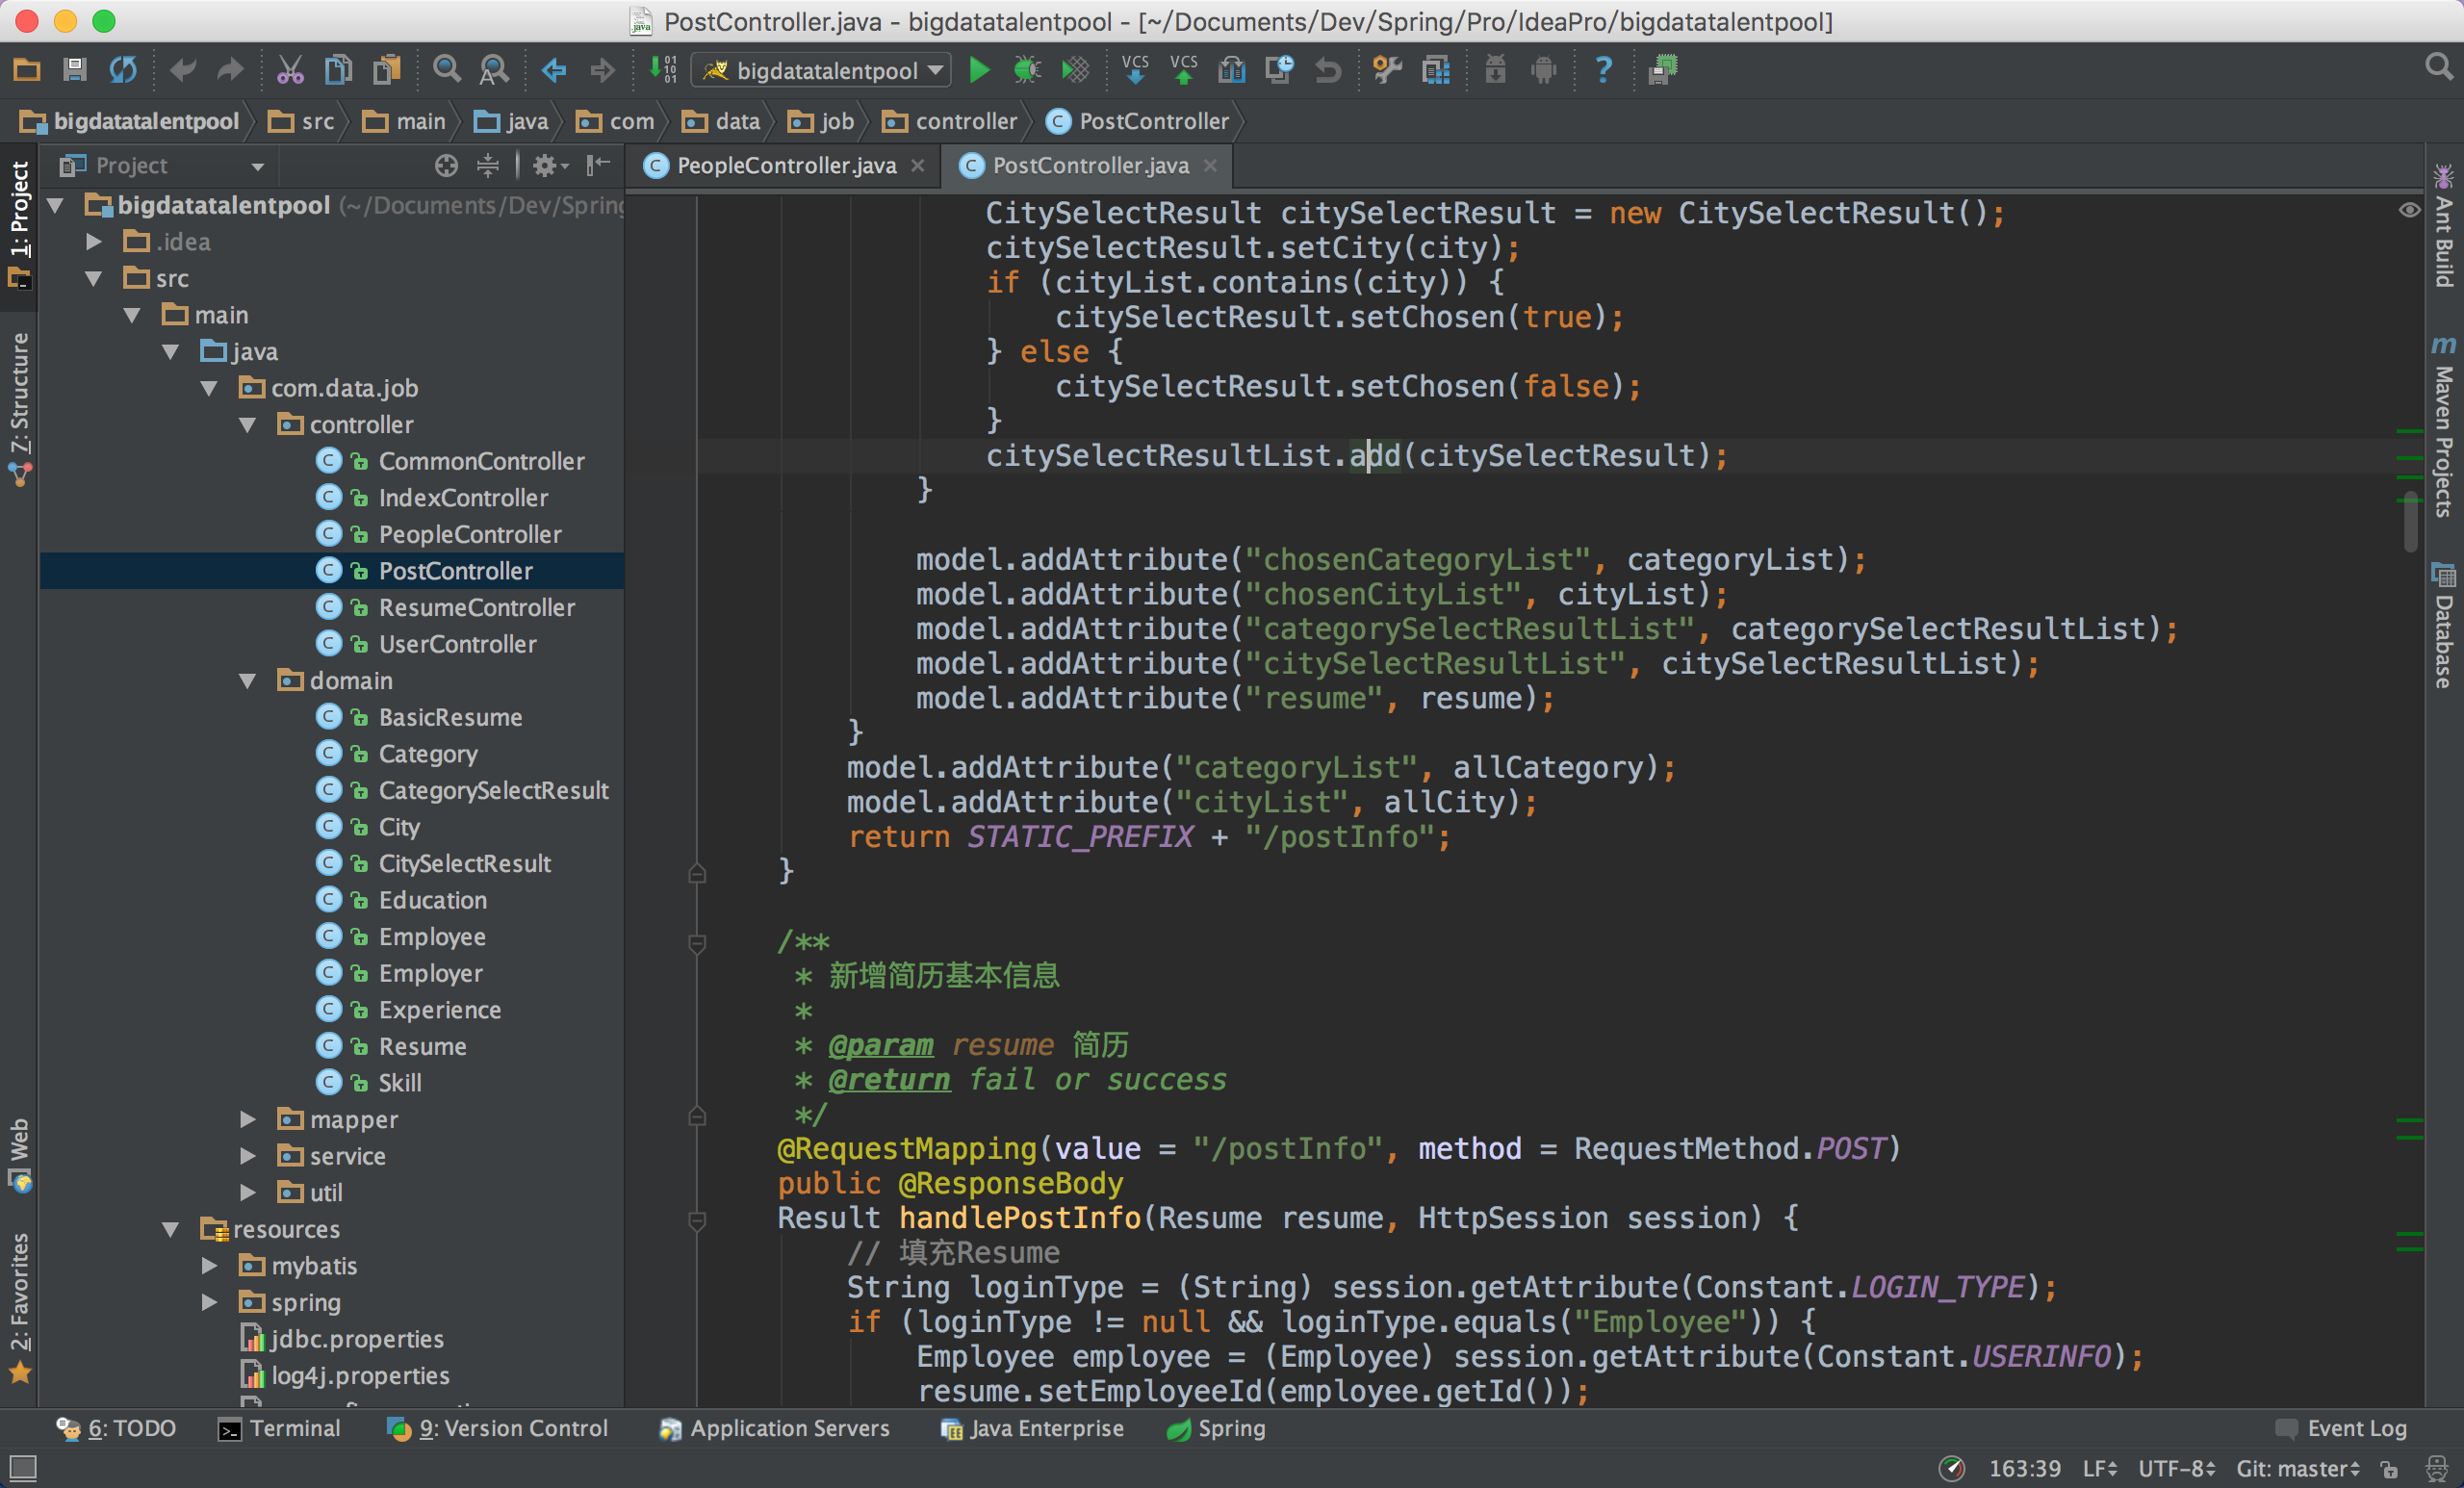 PostController.java - bigdatatalentpool - [~/Documents/Dev/Spring/Pro/IdeaPro/bigdatatalentpool]
bigdatatalentpool
VCS
VCS
?
bigdatatalentpool
src
main
java
com
data
job
controller
PostController
1: Project
7: Structure
Web
2: Favorites
Project
bigdatatalentpool (~/Documents/Dev/Spring
.idea
src
main
java
com.data.job
controller
CommonController
IndexController
PeopleController
PostController
ResumeController
UserController
domain
BasicResume
Category
CategorySelectResult
City
CitySelectResult
Education
Employee
Employer
Experience
Resume
Skill
mapper
service
util
resources
mybatis
spring
jdbc.properties
log4j.properties
PeopleController.java
PostController.java
CitySelectResult citySelectResult = new CitySelectResult();
citySelectResult.setCity(city);
if (cityList.contains(city)) {
citySelectResult.setChosen(true);
} else {
citySelectResult.setChosen(false);
}
citySelectResultList.add(citySelectResult);
}
model.addAttribute("chosenCategoryList", categoryList);
model.addAttribute("chosenCityList", cityList);
model.addAttribute("categorySelectResultList", categorySelectResultList);
model.addAttribute("citySelectResultList", citySelectResultList);
model.addAttribute("resume", resume);
}
model.addAttribute("categoryList", allCategory);
model.addAttribute("cityList", allCity);
return STATIC_PREFIX + "/postInfo";
}
/**
* 新增简历基本信息
*
* @param resume 简历
* @return fail or success
*/
@RequestMapping(value = "/postInfo", method = RequestMethod.POST)
public @ResponseBody
Result handlePostInfo(Resume resume, HttpSession session) {
// 填充Resume
String loginType = (String) session.getAttribute(Constant.LOGIN_TYPE);
if (loginType != null && loginType.equals("Employee")) {
Employee employee = (Employee) session.getAttribute(Constant.USERINFO);
resume.setEmployeeId(employee.getId());
Ant Build
Maven Projects
Database
6: TODO
Terminal
9: Version Control
Application Servers
Java Enterprise
Spring
Event Log
163:39
LF
UTF-8
Git: master